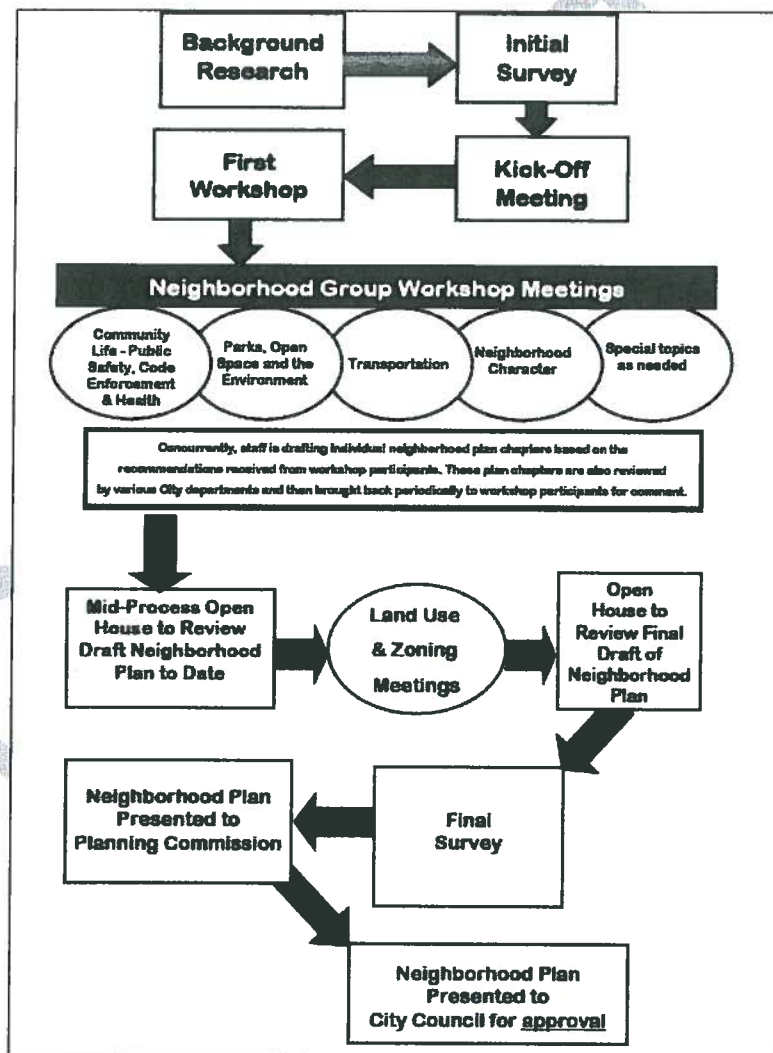 Background
Research
Initial
Survey
First
Workshop
Kick-Off
Meeting
Neighborhood Group Workshop Meetings
Community
Life - Public
Safety, Code
Enforcement
& Health
Parks, Open
Space and the
Environment
Transportation
Neighborhood
Character
Special topics
as needed
Concurrently, staff is drafting individual neighborhood plan chapters based on the
recommendations received from workshop participants. These plan chapters are also reviewed
by various City departments and then brought back periodically to workshop participants for comment.
Mid-Process Open
House to Review
Draft Neighborhood
Plan to Date
Land Use
& Zoning
Meetings
Open
House to
Review Final
Draft of
Neighborhood
Plan
Neighborhood Plan
Presented to
Planning Commission
Final
Survey
Neighborhood Plan
Presented to
City Council for approval